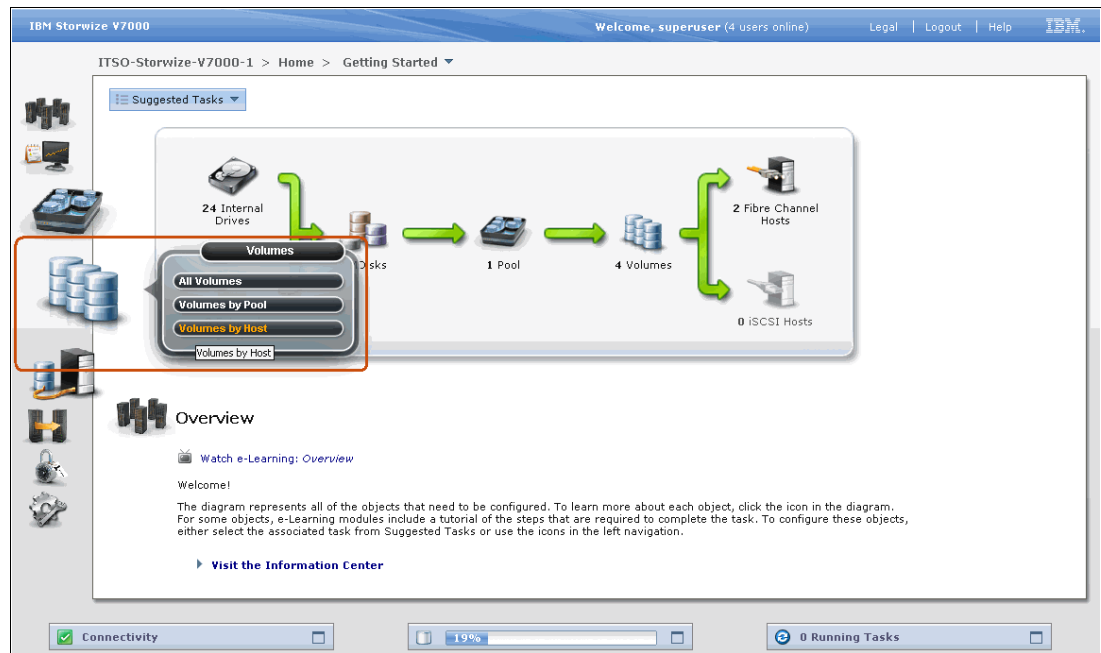 IBM Storwize V7000
Welcome, superuser (4 users online)
Legal | Logout | Help
IBM.
ITSO-Storwize-V7000-1 > Home > Getting Started
Suggested Tasks
24 Internal
Drives
1 Pool
4 Volumes
2 Fibre Channel
Hosts
0 iSCSI Hosts
Volumes
All Volumes
Volumes by Pool
Volumes by Host
Volumes by Host
Overview
Watch e-Learning: Overview
Welcome!
The diagram represents all of the objects that need to be configured. To learn more about each object, click the icon in the diagram.
For some objects, e-Learning modules include a tutorial of the steps that are required to complete the task. To configure these objects,
either select the associated task from Suggested Tasks or use the icons in the left navigation.
Visit the Information Center
Connectivity
19%
0 Running Tasks